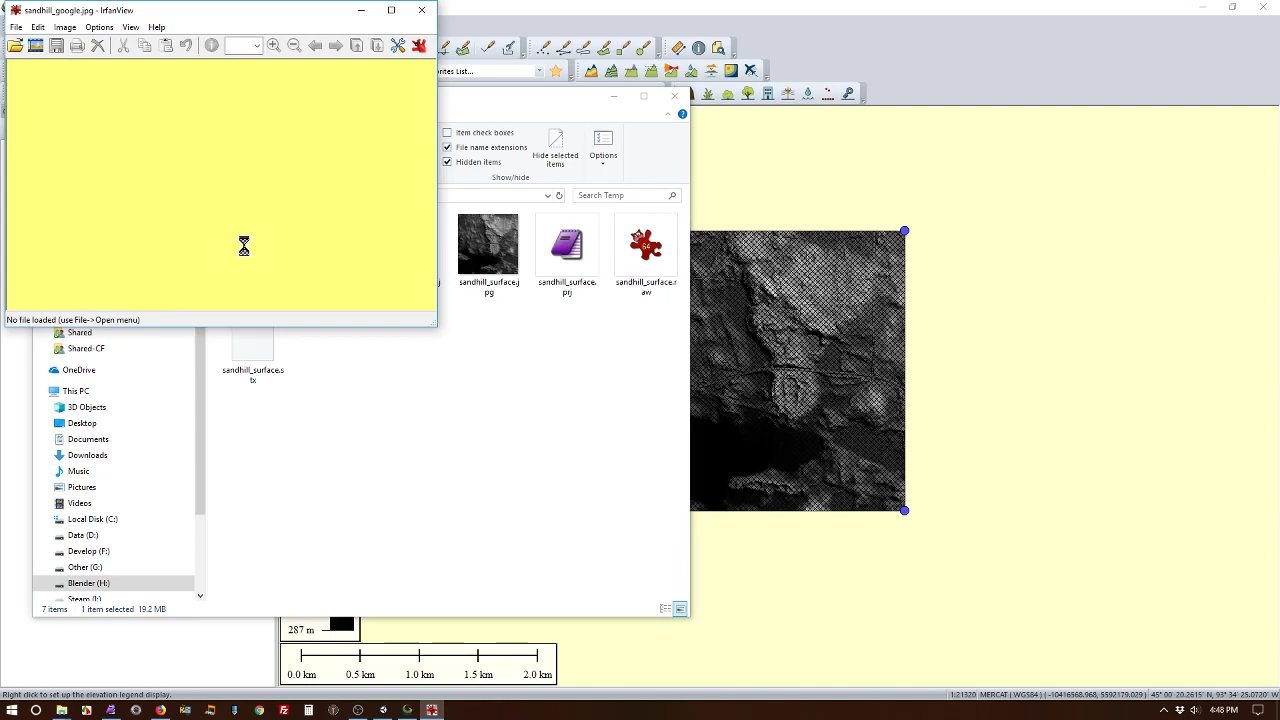 sandhill_google.jpg - IrfanView
File Edit Image Options View Help
rites List...
Item check boxes
File name extensions
Hidden items
Hide selected
items
Options
Show/hide
Search Temp
sandhill_surface.j
pg
sandhill_surface.
prj
sandhill_surface.r
aw
64
No file loaded (use File->Open menu)
Shared
Shared-CF
OneDrive
This PC
3D Objects
Desktop
Documents
Downloads
Music
Pictures
Videos
Local Disk (C:)
Data (D:)
Develop (F:)
Other (G:)
Blender (H:)
Steam (I:)
sandhill_surface.s
tx
7 items 1 item selected 19.2 MB
287 m
0.0 km 0.5 km 1.0 km 1.5 km 2.0 km
Right click to set up the elevation legend display.
1:21320 MERCAT (WGS84) ( -10416568.968, 5592179.029 ) 45° 00' 20.2615" N, 93° 34' 25.0720" W
4:48 PM